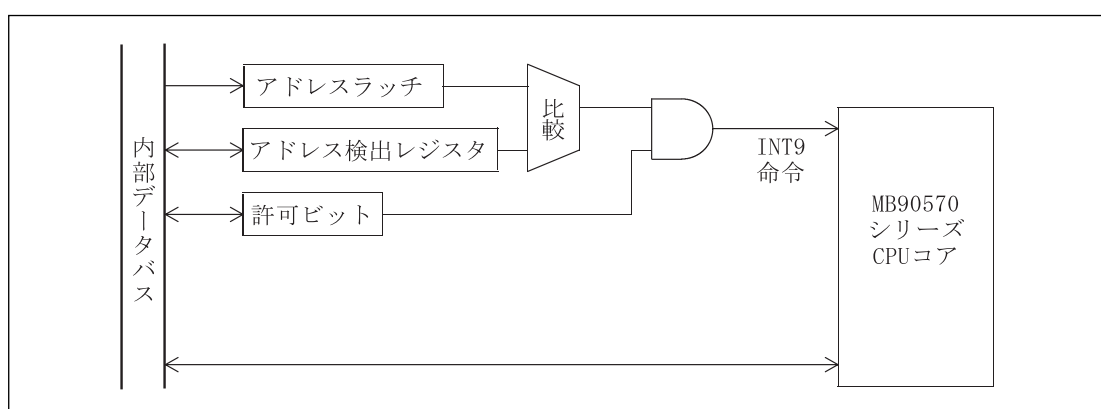 アドレスラッチ
アドレス検出レジスタ
許可ビット
内部データバス
比較
INT9
命令
MB90570
シリーズ
CPUコア